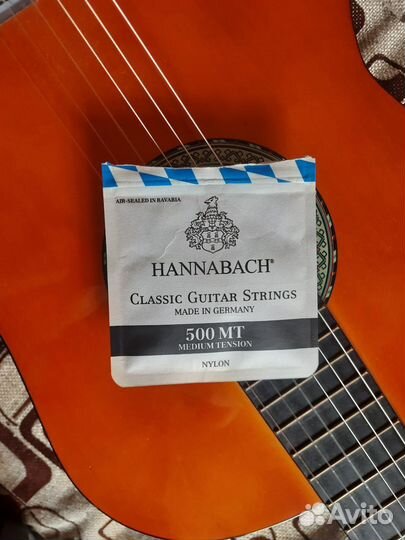 AIR-SEALED IN BAVARIA
HANNABACH®
CLASSIC GUITAR STRINGS
MADE IN GERMANY
500 MT
MEDIUM TENSION
NYLON
Avito